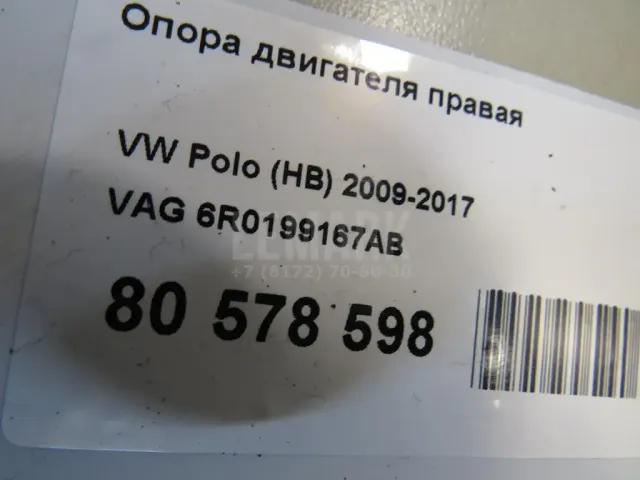 Опора двигателя правая
VW Polo (HB) 2009-2017
VAG 6R0199167AB
80 578 598